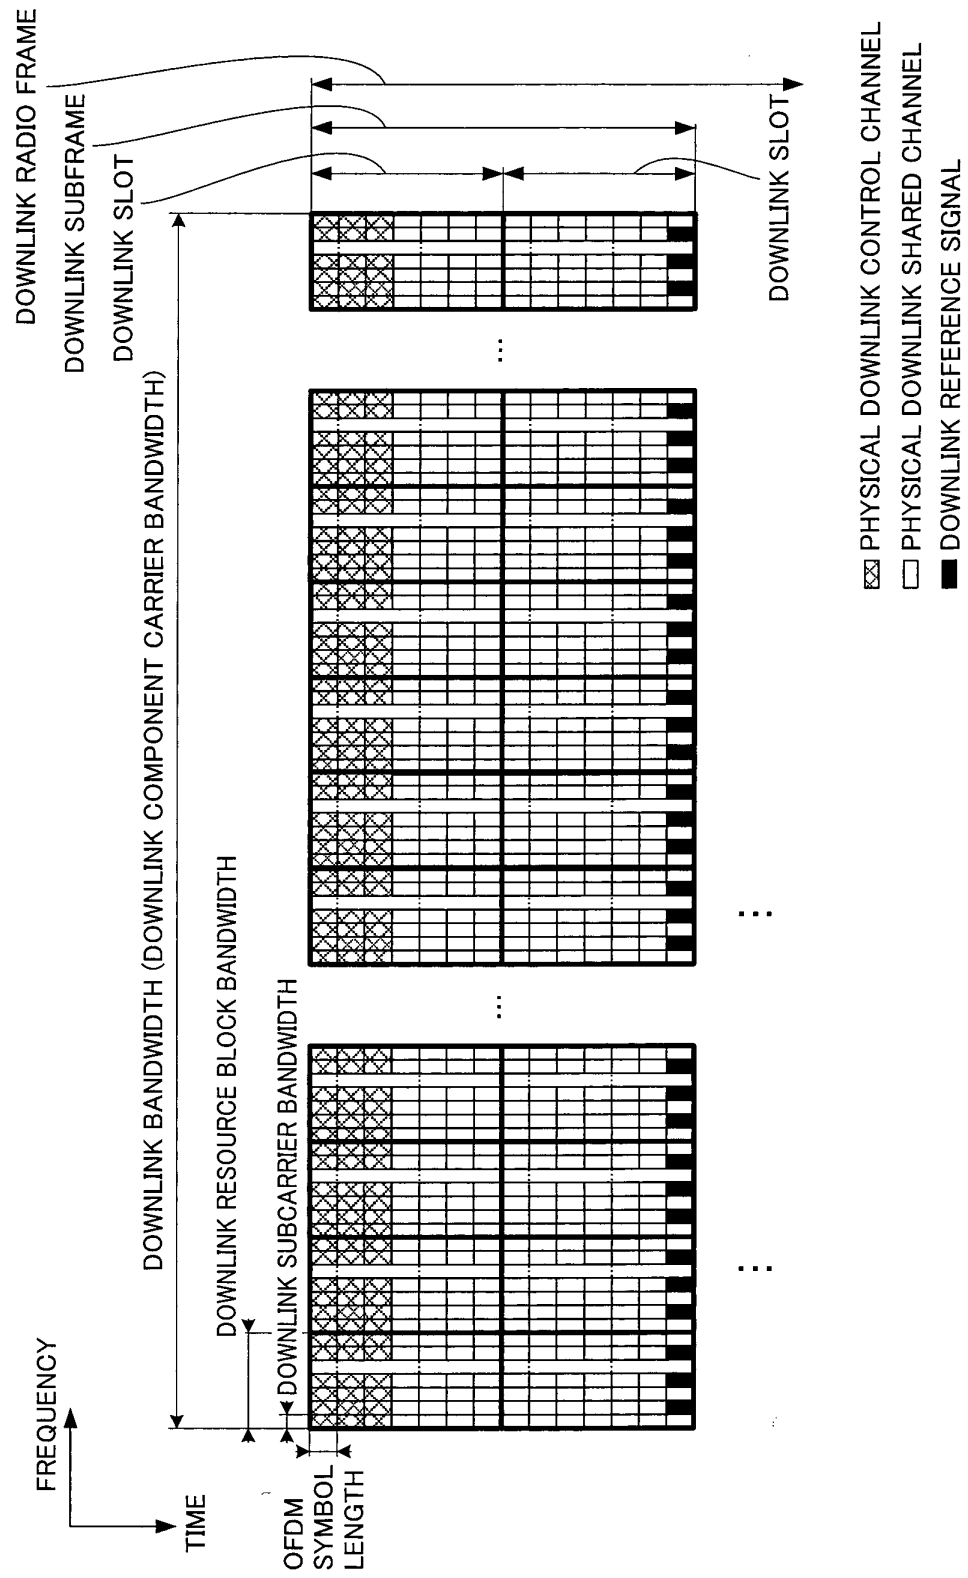 DOWNLINK RADIO FRAME
DOWNLINK SUBFRAME
DOWNLINK SLOT
DOWNLINK BANDWIDTH (DOWNLINK COMPONENT CARRIER BANDWIDTH)
DOWNLINK RESOURCE BLOCK BANDWIDTH
DOWNLINK SUBCARRIER BANDWIDTH
FREQUENCY
TIME
OFDM
SYMBOL
LENGTH
...
...
...
...
DOWNLINK SLOT
PHYSICAL DOWNLINK CONTROL CHANNEL
PHYSICAL DOWNLINK SHARED CHANNEL
DOWNLINK REFERENCE SIGNAL